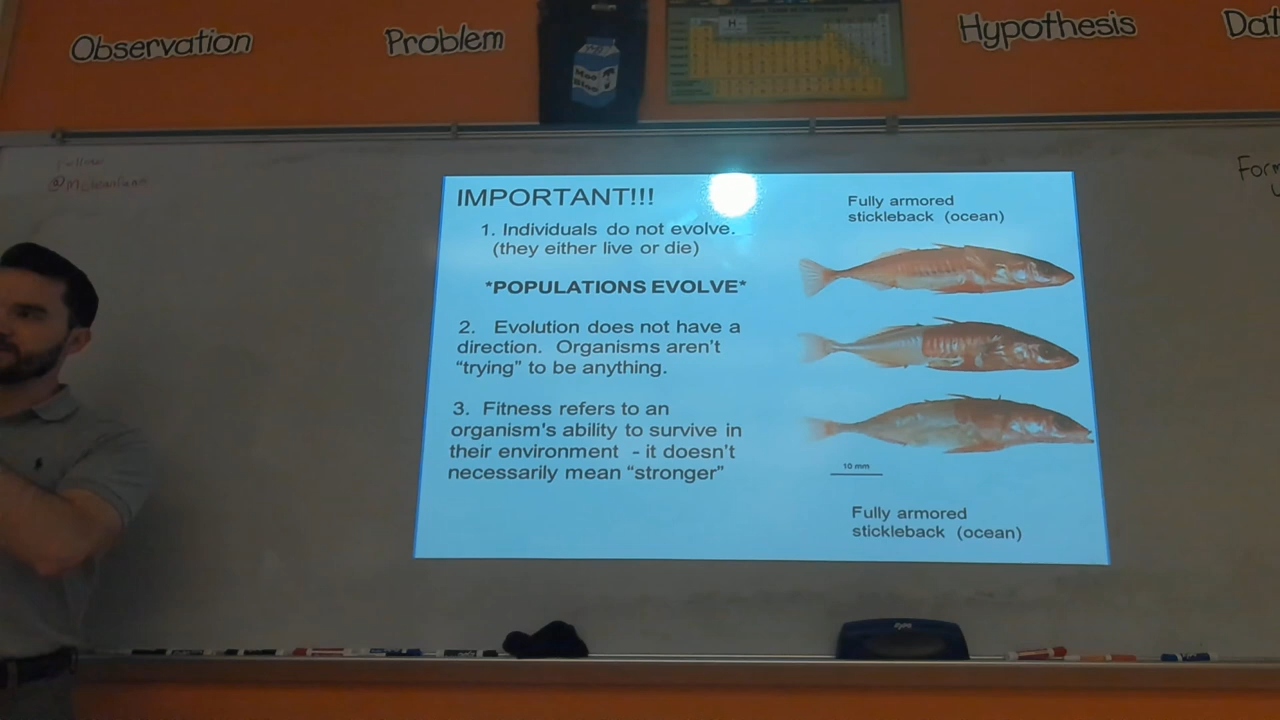 Observation
Problem
Hypothesis
H
Moo
IMPORTANT!!!
1. Individuals do not evolve.
(they either live or die)
*POPULATIONS EVOLVE*
2. Evolution does not have a
direction. Organisms aren't
“trying” to be anything.
3. Fitness refers to an
organism's ability to survive in
their environment - it doesn't
necessarily mean “stronger”
Fully armored
stickleback (ocean)
10 mm
Fully armored
stickleback (ocean)